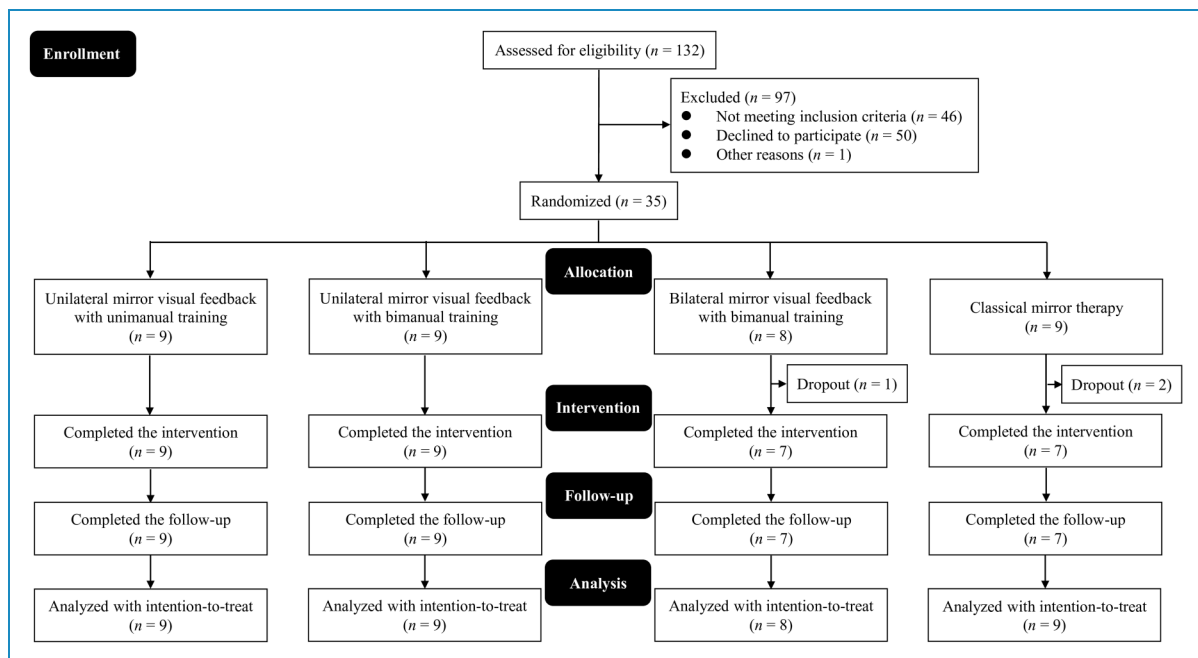 Enrollment
Assessed for eligibility (n = 132)
Excluded (n = 97)
● Not meeting inclusion criteria (n = 46)
● Declined to participate (n = 50)
● Other reasons (n = 1)
Randomized (n = 35)
Allocation
Unilateral mirror visual feedback
with unimanual training
(n = 9)
Unilateral mirror visual feedback
with bimanual training
(n = 9)
Bilateral mirror visual feedback
with bimanual training
(n = 8)
Classical mirror therapy
(n = 9)
Dropout (n = 1)
Dropout (n = 2)
Intervention
Completed the intervention
(n = 9)
Completed the intervention
(n = 9)
Completed the intervention
(n = 7)
Completed the intervention
(n = 7)
Follow-up
Completed the follow-up
(n = 9)
Completed the follow-up
(n = 9)
Completed the follow-up
(n = 7)
Completed the follow-up
(n = 7)
Analysis
Analyzed with intention-to-treat
(n = 9)
Analyzed with intention-to-treat
(n = 9)
Analyzed with intention-to-treat
(n = 8)
Analyzed with intention-to-treat
(n = 9)